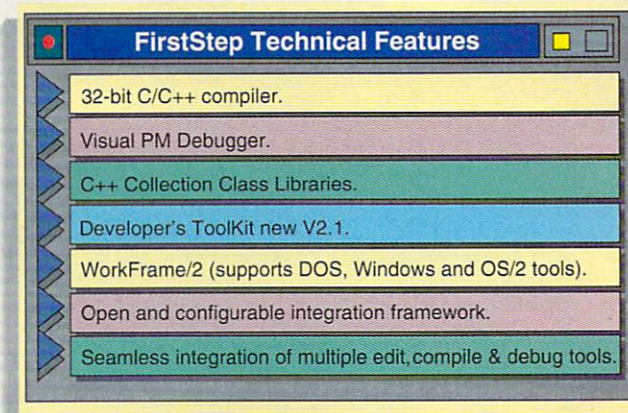 FirstStep Technical Features
32-bit C/C++ compiler.
Visual PM Debugger.
C++ Collection Class Libraries.
Developer's ToolKit new V2.1.
WorkFrame/2 (supports DOS, Windows and OS/2 tools).
Open and configurable integration framework.
Seamless integration of multiple edit,compile & debug tools.